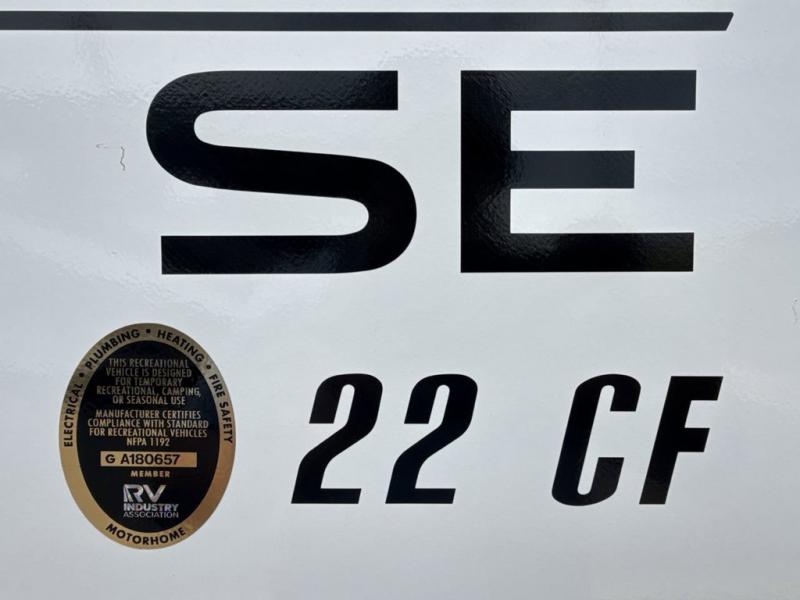 SE
ELECTRICAL • PLUMBING • HEATING • FIRE SAFETY
THIS RECREATIONAL
VEHICLE IS DESIGNED
FOR TEMPORARY
RECREATIONAL, CAMPING,
OR SEASONAL USE
MANUFACTURER CERTIFIES
COMPLIANCE WITH STANDARD
FOR RECREATIONAL VEHICLES
NFPA 1192
G A180657
MEMBER
RV
INDUSTRY
ASSOCIATION
MOTORHOME
22 CF